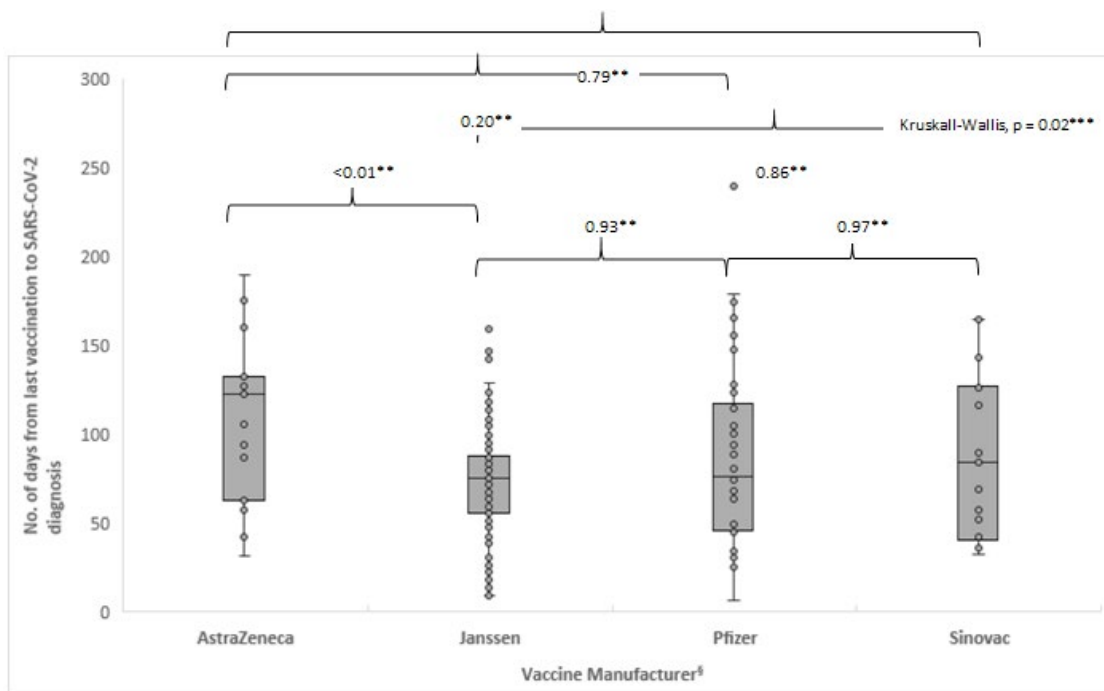 300
0.79**
0.20**
Kruskall-Wallis, p = 0.02***
250
<0.01**
0.86**
0.93**
0.97**
200
150
100
50
0
No. of days from last vaccination to SARS-CoV-2
diagnosis
AstraZeneca
Janssen
Pfizer
Sinovac
Vaccine Manufacturer§